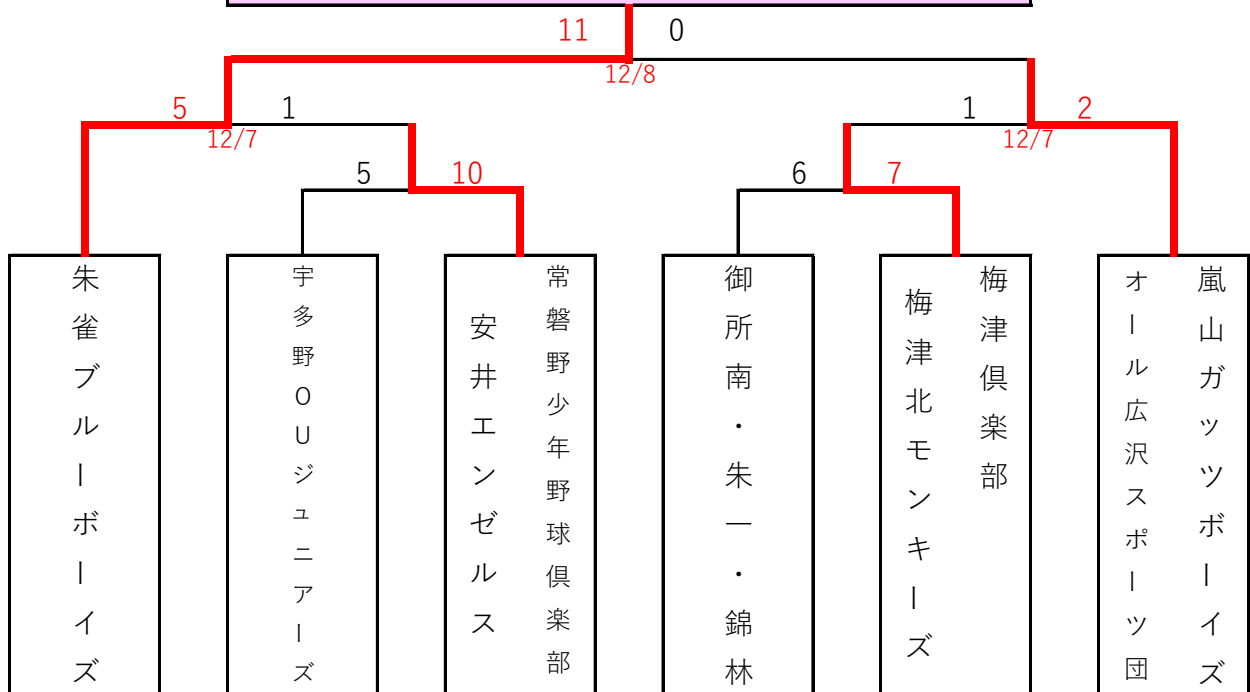 11 0
12/8
5 1 1 2
12/7 12/7
5 10 6 7
朱雀ブルーボーイズ
宇多野OUジュニアーズ
常磐野少年野球倶楽部
安井エンゼルス
御所南・朱一・錦林
梅津倶楽部
梅津北モンキーズ
嵐山ガッツボーイズ
オール広沢スポーツ団